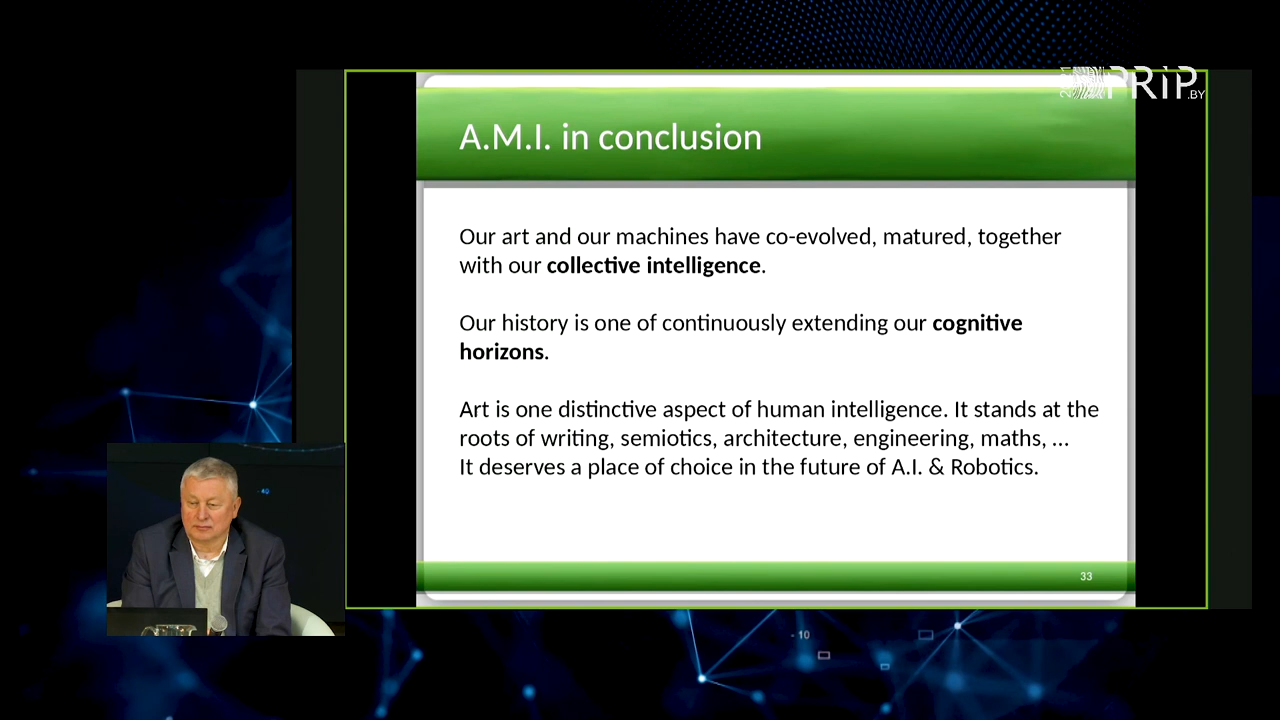 PRIP.BY
A.M.I. in conclusion
Our art and our machines have co-evolved, matured, together
with our collective intelligence.
Our history is one of continuously extending our cognitive
horizons.
Art is one distinctive aspect of human intelligence. It stands at the
roots of writing, semiotics, architecture, engineering, maths, ...
It deserves a place of choice in the future of A.I. & Robotics.
33
- 10